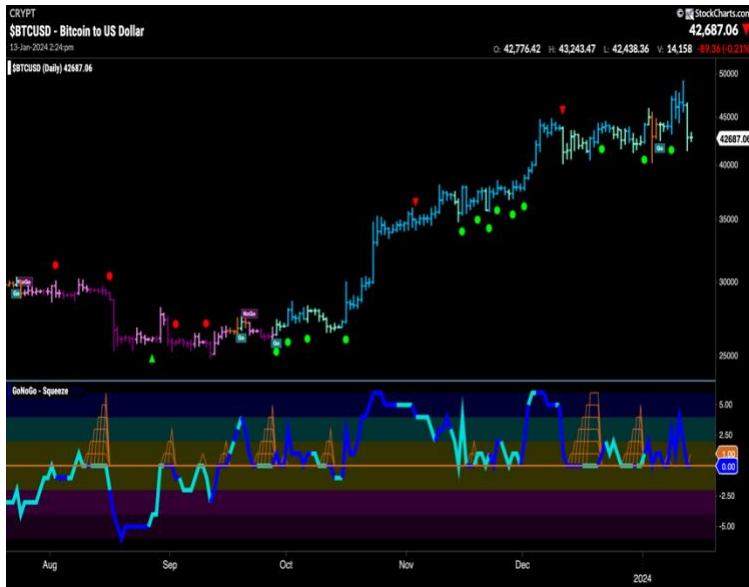 CRYPT
© StockCharts.com
$BTCUSD - Bitcoin to US Dollar
42,687.06
13-Jan-2024 2:24pm
O: 42,776.42 H: 43,243.47 L: 42,438.36 V: 14,158 -89.36 (-0.21%)
$BTCUSD (Daily) 42687.06
50000
45000
42687.06
40000
35000
30000
25000
NoGo
Go
NoGo
Go
Go
Go
GoNoGo - Squeeze
5.00
2.50
1.00
0.00
-2.50
-5.00
Aug Sep Oct Nov Dec 2024